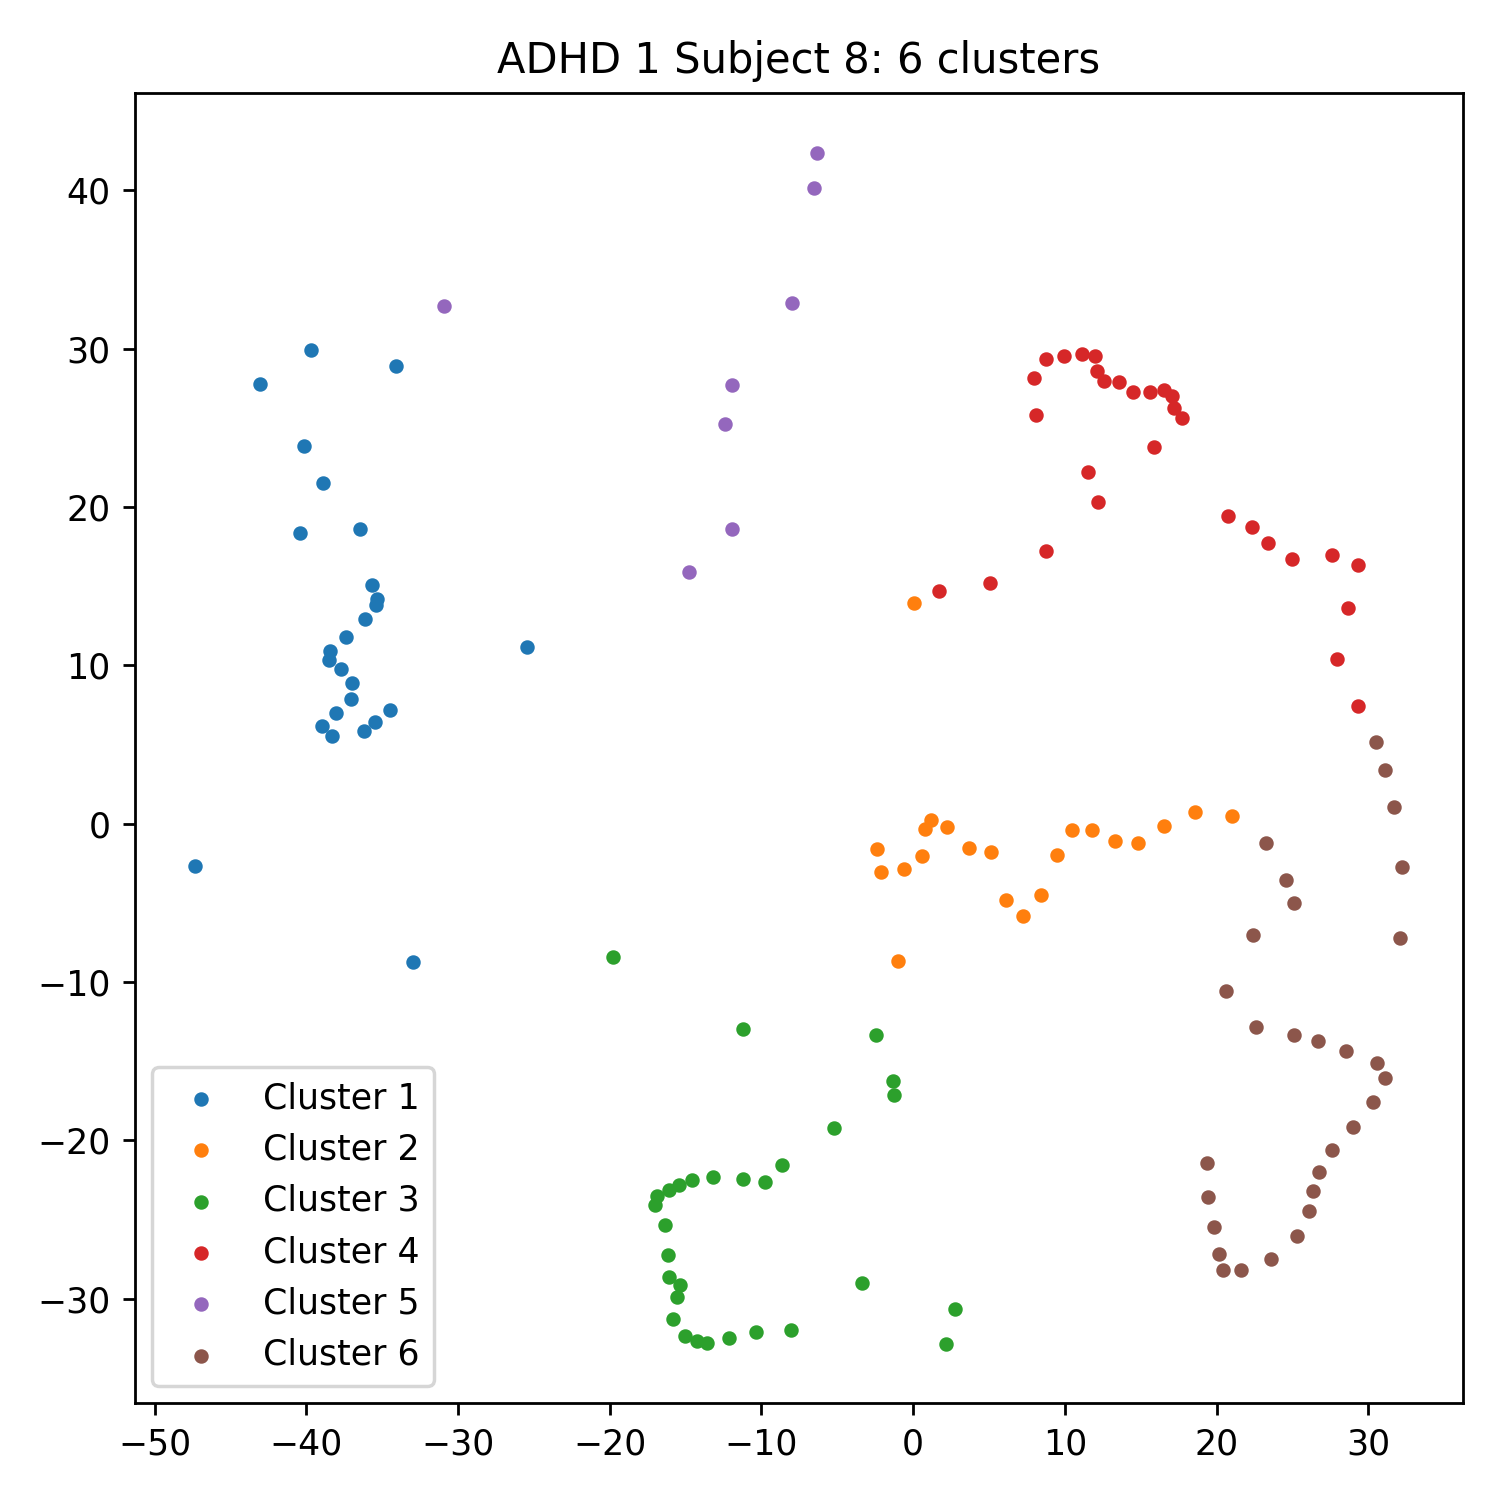 ADHD 1 Subject 8: 6 clusters
40
30
20
10
0
−10
−20
−30
Cluster 1
Cluster 2
Cluster 3
Cluster 4
Cluster 5
Cluster 6
−50 −40 −30 −20 −10 0 10 20 30